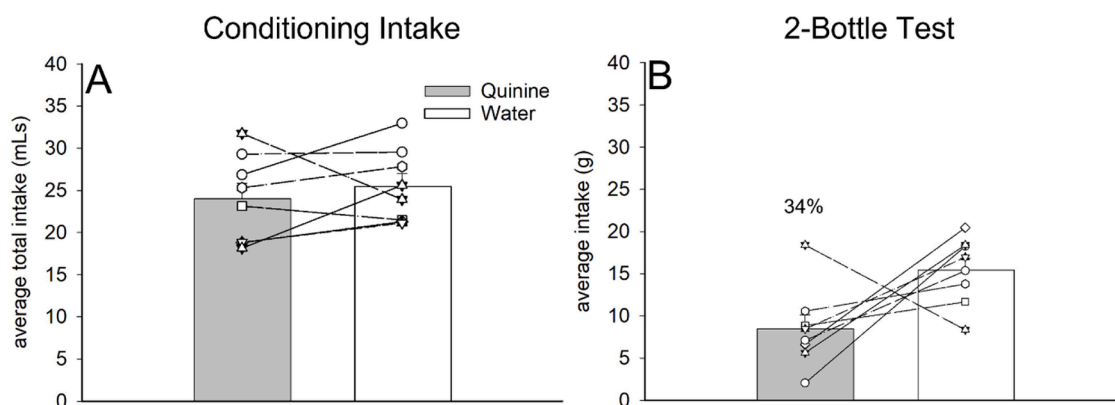 Conditioning Intake
A
average total intake (mLs)
40
35
30
25
20
15
10
5
0
Quinine
Water
2-Bottle Test
B
average intake (g)
40
35
30
25
20
15
10
5
0
34%